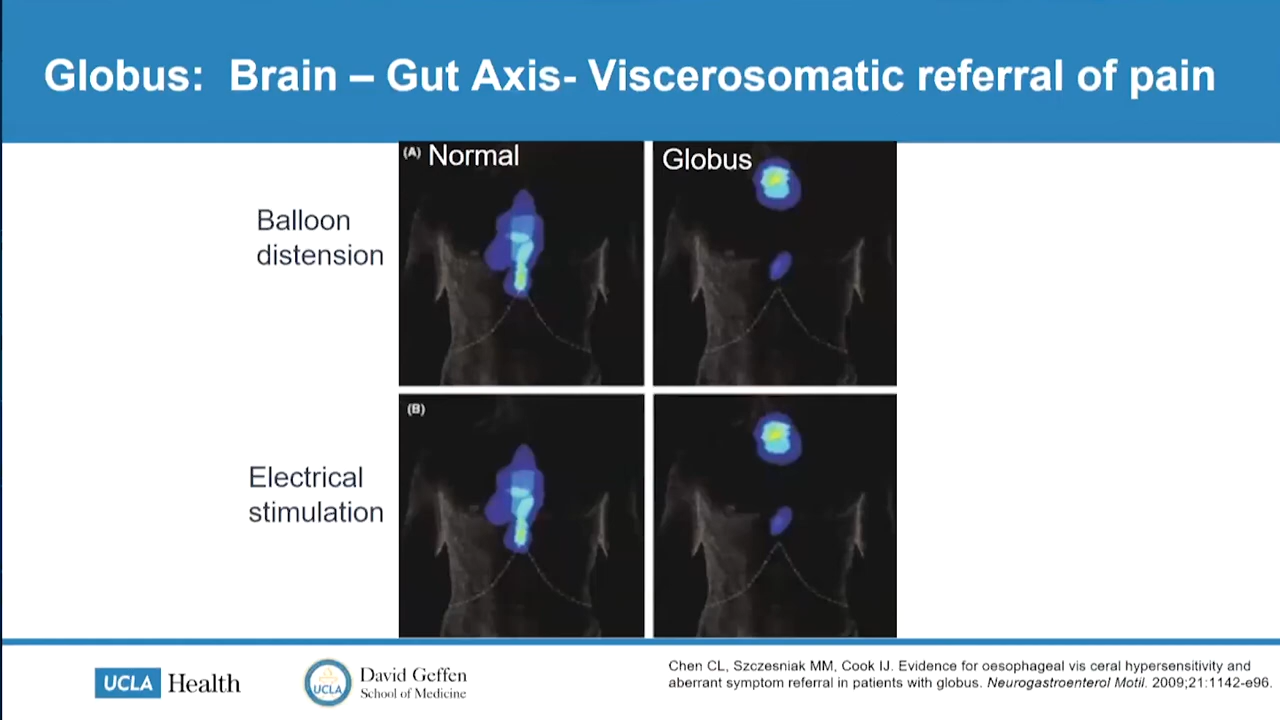 Globus: Brain – Gut Axis- Viscerosomatic referral of pain
(A) Normal
Globus
Balloon
distension
(B)
Electrical
stimulation
UCLA Health
UCLA
David Geffen
School of Medicine
Chen CL, Szczesniak MM, Cook IJ. Evidence for oesophageal vis ceral hypersensitivity and
aberrant symptom referral in patients with globus. Neurogastroenterol Motil. 2009;21:1142-e96.